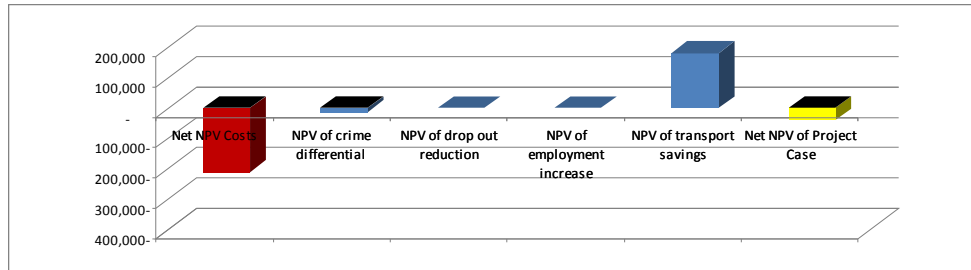 200,000
100,000
-
100,000-
200,000-
300,000-
400,000-
Net NPV Costs
NPV of crime
differential
NPV of drop out
reduction
NPV of
employment
increase
NPV of transport
savings
Net NPV of Project
Case